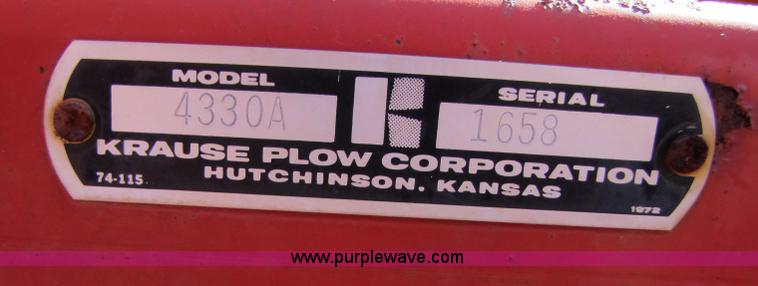 MODEL
4330A
SERIAL
1658
KRAUSE PLOW CORPORATION
74-115
HUTCHINSON, KANSAS
1972
www.purplewave.com